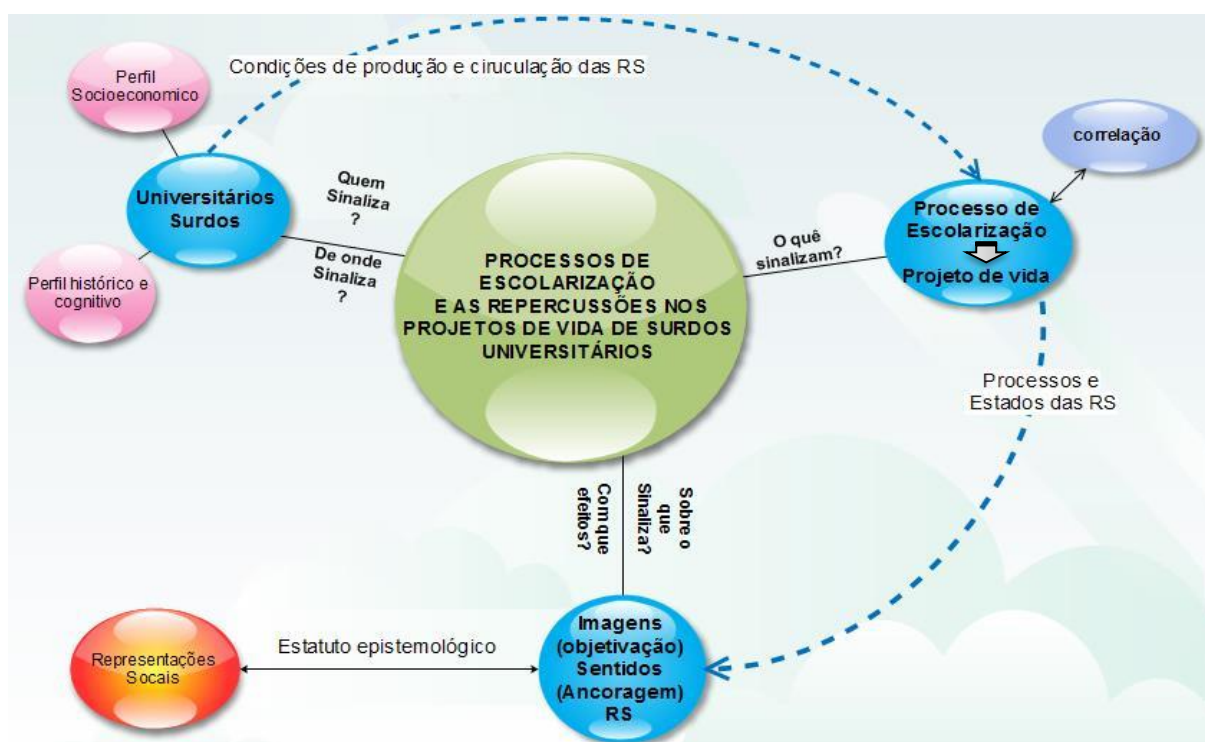 Perfil
Socioeconomico
Condições de produção e ciruculação das RS
correlação
Universitários
Surdos
Quem
Sinaliza
?
De onde
Sinaliza
?
Perfil histórico e
cognitivo
PROCESSOS DE
ESCOLARIZAÇÃO
E AS REPERCUSSÕES NOS
PROJETOS DE VIDA DE SURDOS
UNIVERSITÁRIOS
O quê
sinalizam?
Processo de
Escolarização
Projeto de vida
Processos e
Estados das RS
Com que
efeitos?
Sobre o
que
Sinaliza?
Imagens
(objetivação)
Sentidos
(Ancoragem)
RS
Estatuto epistemológico
Representações
Socais